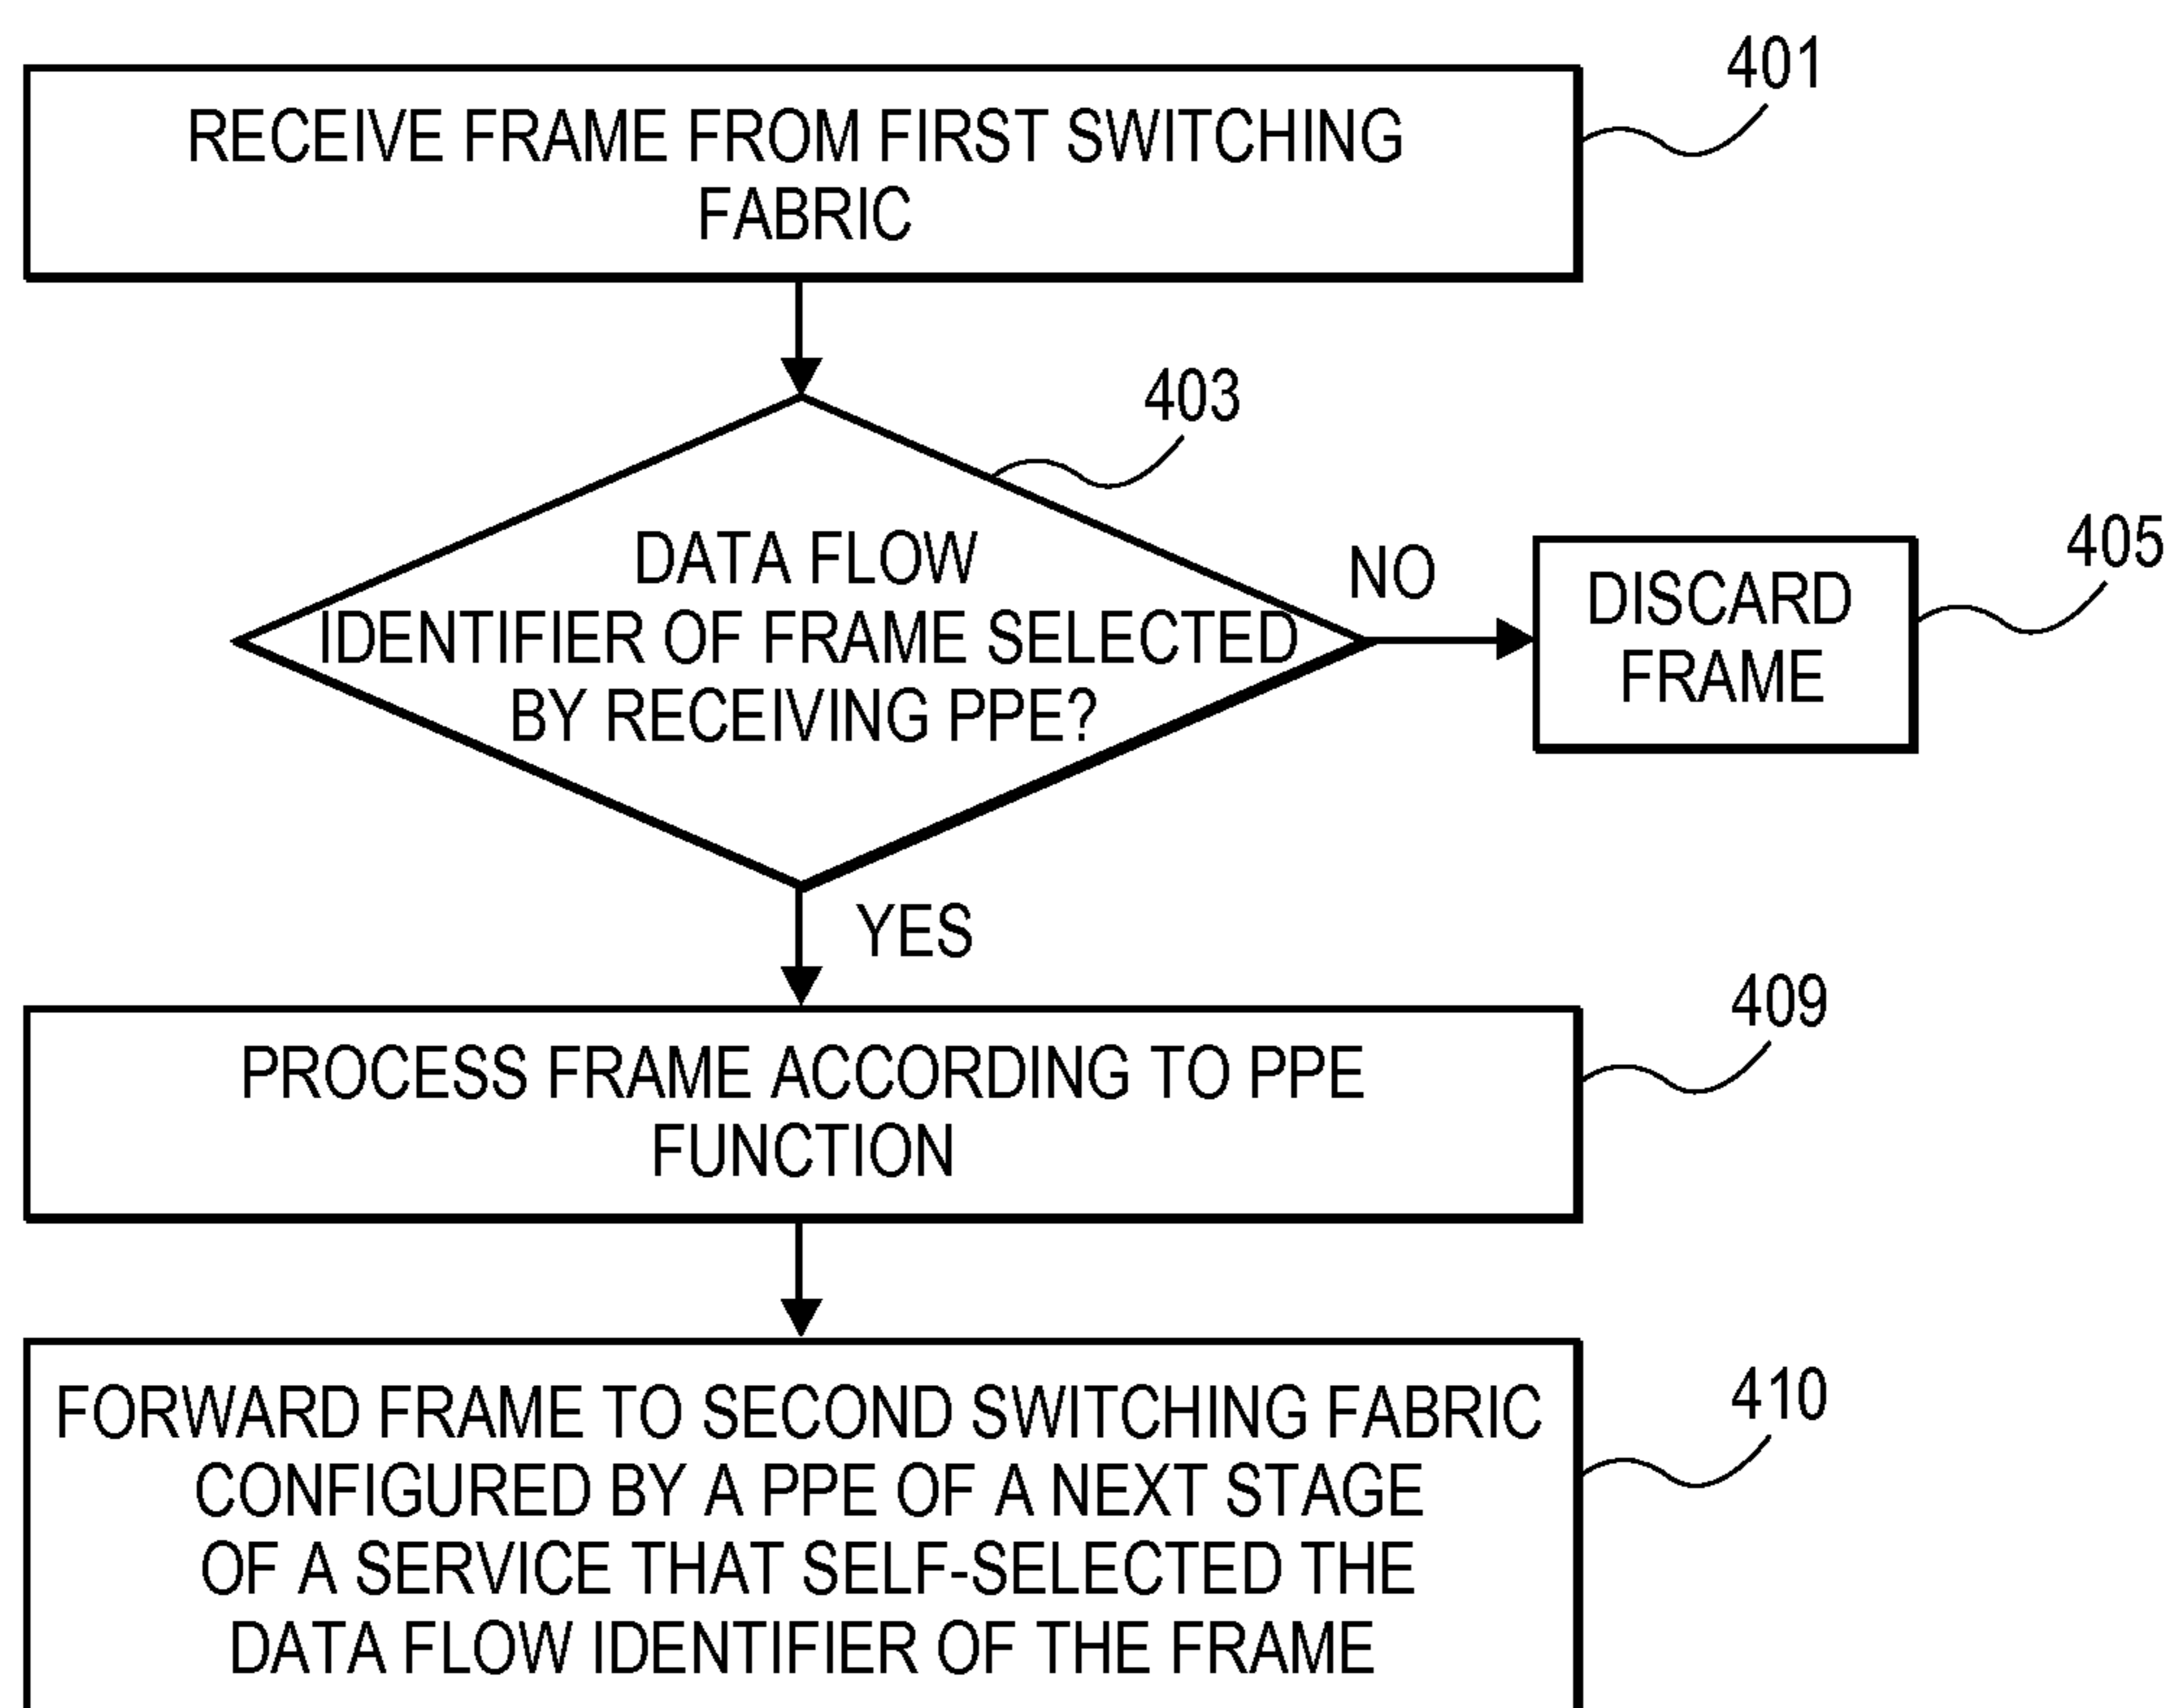 401
RECEIVE FRAME FROM FIRST SWITCHING
FABRIC
403
DATA FLOW
IDENTIFIER OF FRAME SELECTED
BY RECEIVING PPE?
NO
405
DISCARD
FRAME
YES
409
PROCESS FRAME ACCORDING TO PPE
FUNCTION
410
FORWARD FRAME TO SECOND SWITCHING FABRIC
CONFIGURED BY A PPE OF A NEXT STAGE
OF A SERVICE THAT SELF-SELECTED THE
DATA FLOW IDENTIFIER OF THE FRAME